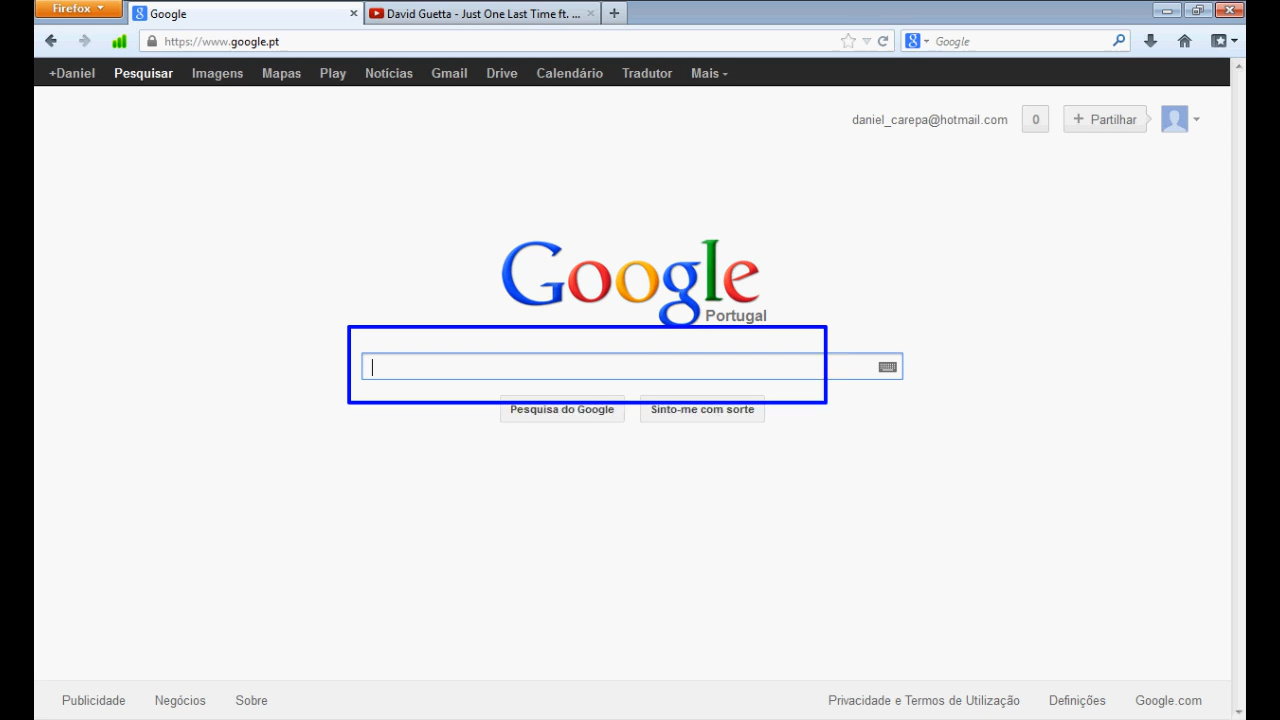 Firefox
Google
David Guetta - Just One Last Time ft. ...
https://www.google.pt
Google
+Daniel Pesquisar Imagens Mapas Play Notícias Gmail Drive Calendário Tradutor Mais
daniel_carepa@hotmail.com 0 + Partilhar
Google
Portugal
Pesquisa do Google Sinto-me com sorte
Publicidade Negócios Sobre Privacidade e Termos de Utilização Definições Google.com